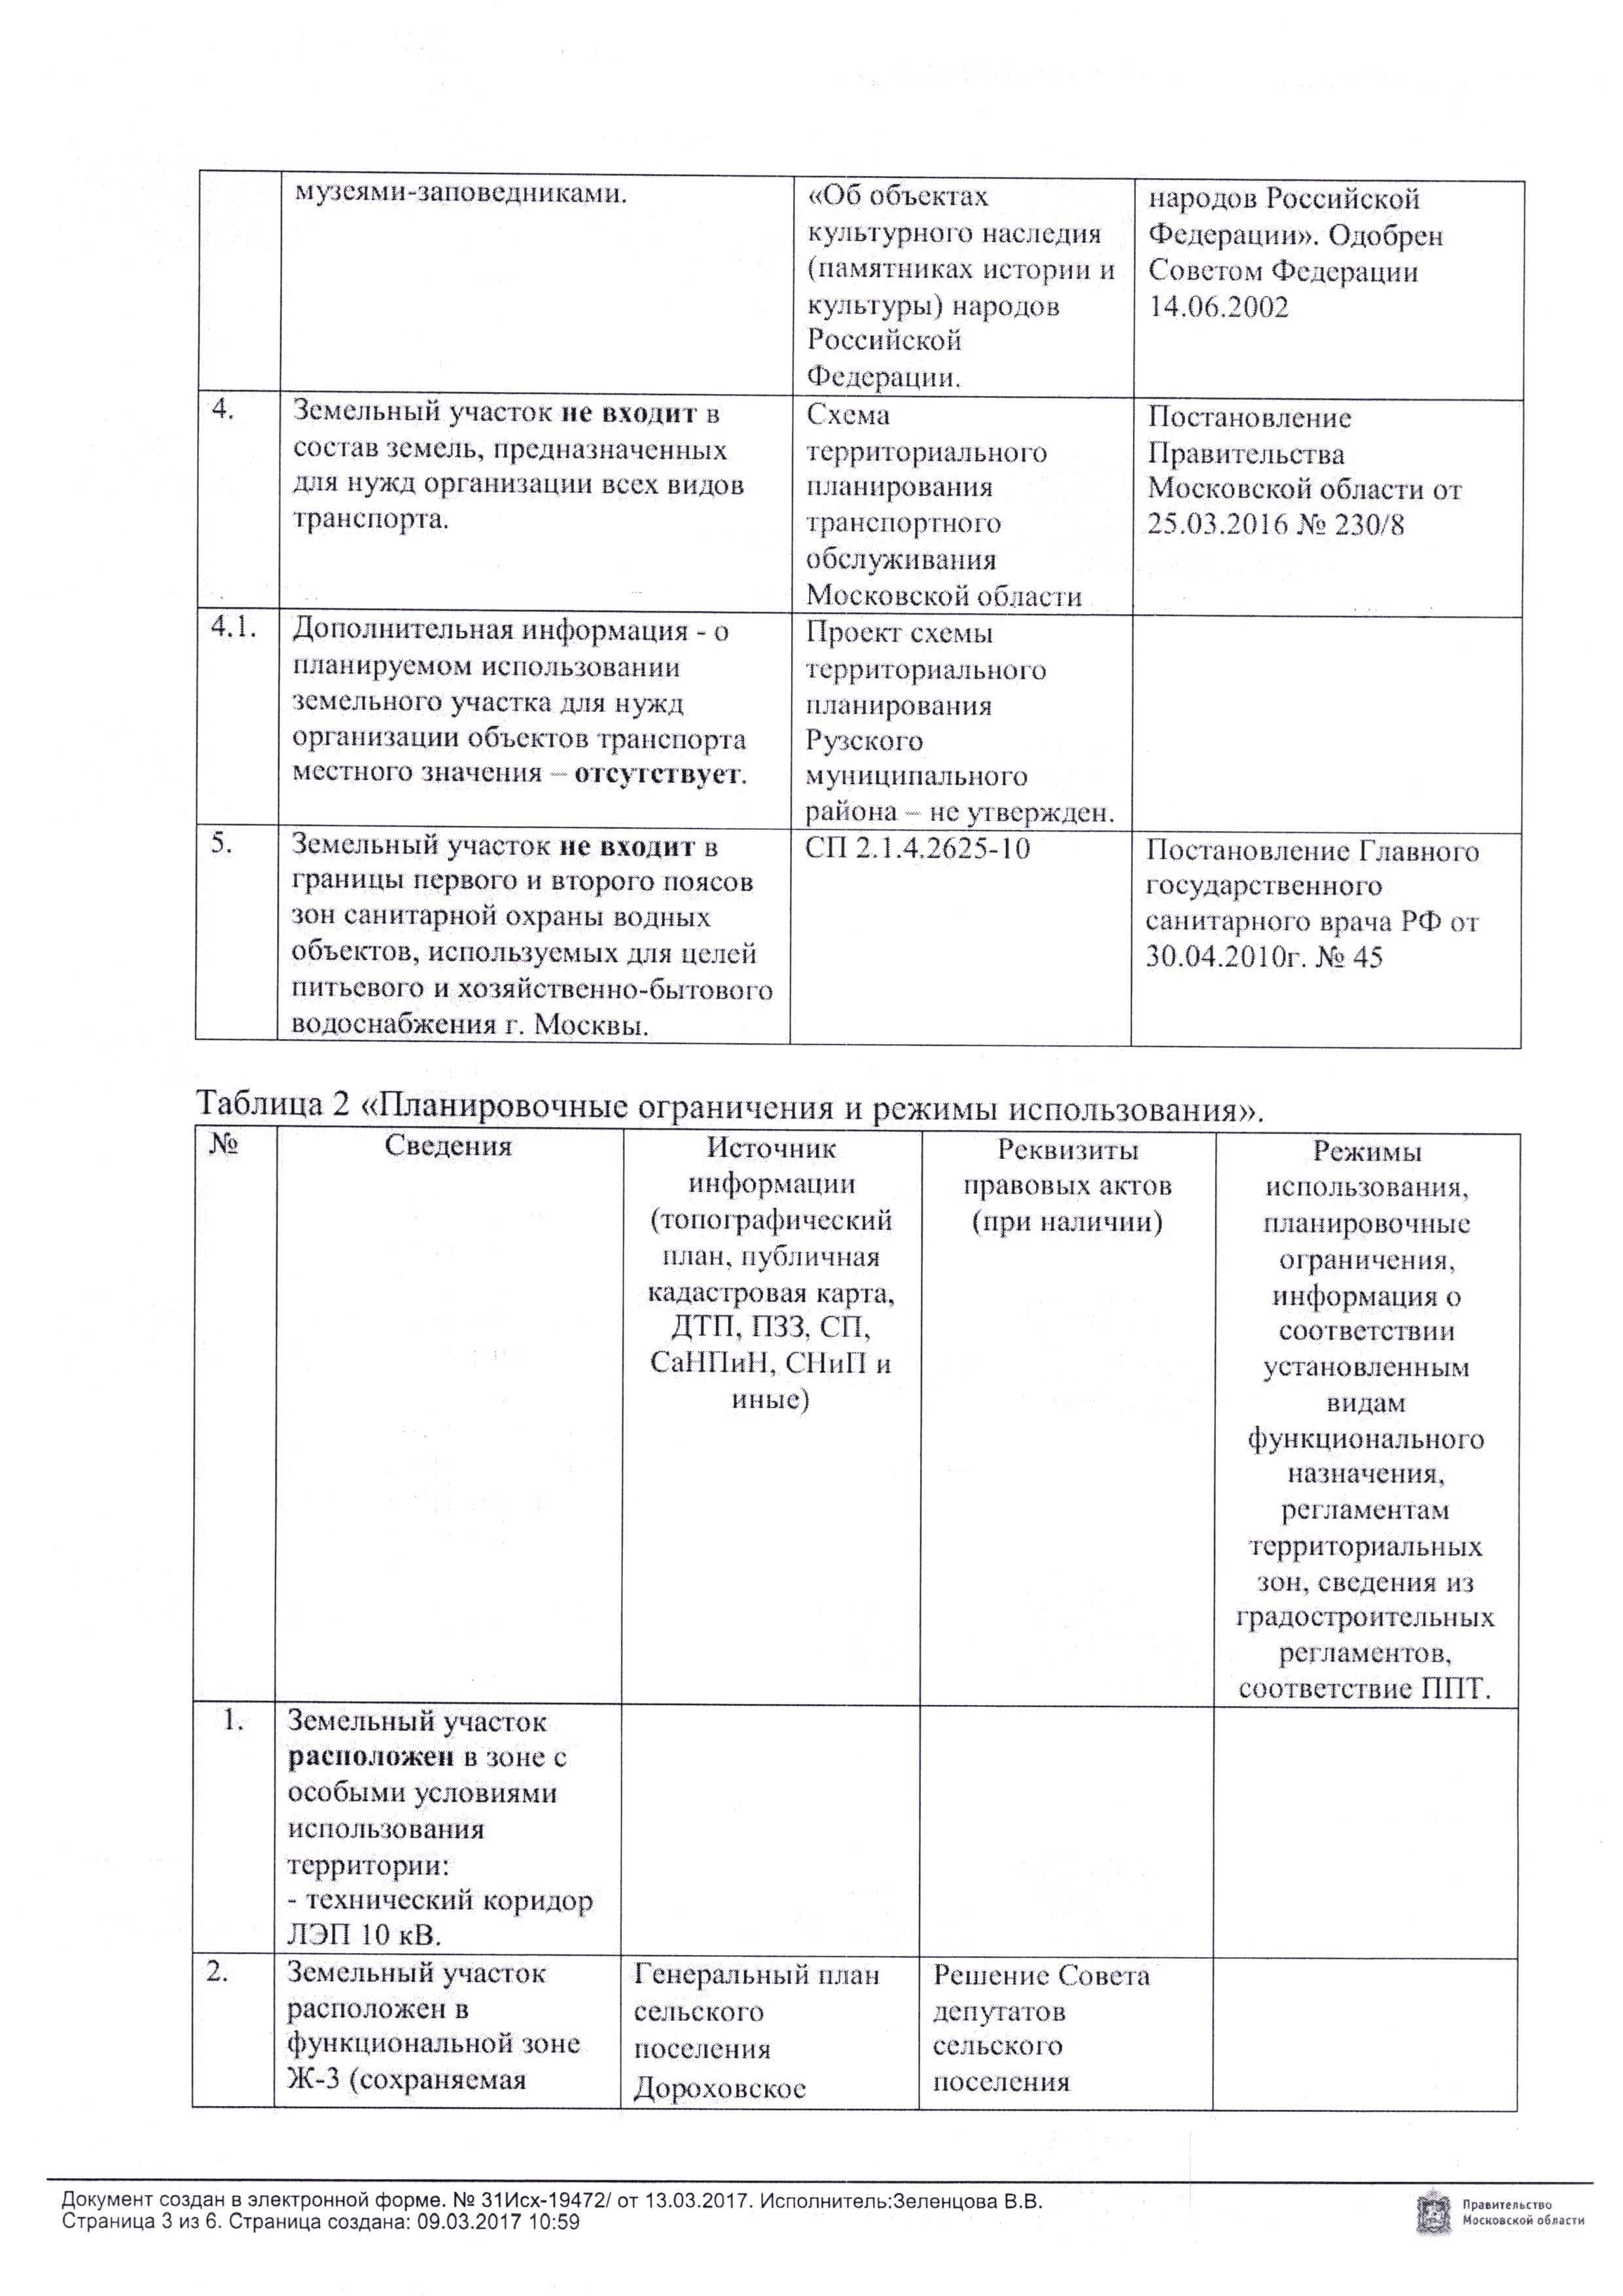 музеями-заповедниками.
«Об объектах
культурного наследия
(памятниках истории и
культуры) народов
Российской
Федерации.
народов Российской
Федерации». Одобрен
Советом Федерации
14.06.2002
4.
Земельный участок не входит в
состав земель, предназначенных
для нужд организации всех видов
транспорта.
Схема
территориального
планирования
транспортного
обслуживания
Московской области
Постановление
Правительства
Московской области от
25.03.2016 № 230/8
4.1.
Дополнительная информация - о
планируемом использовании
земельного участка для нужд
организации объектов транспорта
местного значения – отсутствует.
Проект схемы
территориального
планирования
Рузского
муниципального
района – не утвержден.
5.
Земельный участок не входит в
границы первого и второго поясов
зон санитарной охраны водных
объектов, используемых для целей
питьевого и хозяйственно-бытового
водоснабжения г. Москвы.
СП 2.1.4.2625-10
Постановление Главного
государственного
санитарного врача РФ от
30.04.2010г. № 45
Таблица 2 «Планировочные ограничения и режимы использования».
№
Сведения
Источник
информации
(топографический
план, публичная
кадастровая карта,
ДТП, ПЗЗ, СП,
СаНПиН, СНиП и
иные)
Реквизиты
правовых актов
(при наличии)
Режимы
использования,
планировочные
ограничения,
информация о
соответствии
установленным
видам
функционального
назначения,
регламентам
территориальных
зон, сведения из
градостроительных
регламентов,
соответствие ППТ.
1.
Земельный участок
расположен в зоне с
особыми условиями
использования
территории:
- технический коридор
ЛЭП 10 кВ.
2.
Земельный участок
расположен в
функциональной зоне
Ж-3 (сохраняемая
Генеральный план
сельского
поселения
Дороховское
Решение Совета
депутатов
сельского
поселения
Документ создан в электронной форме. № 31Исх-19472/ от 13.03.2017. Исполнитель:Зеленцова В.В.
Страница 3 из 6. Страница создана: 09.03.2017 10:59
Правительство
Московской области